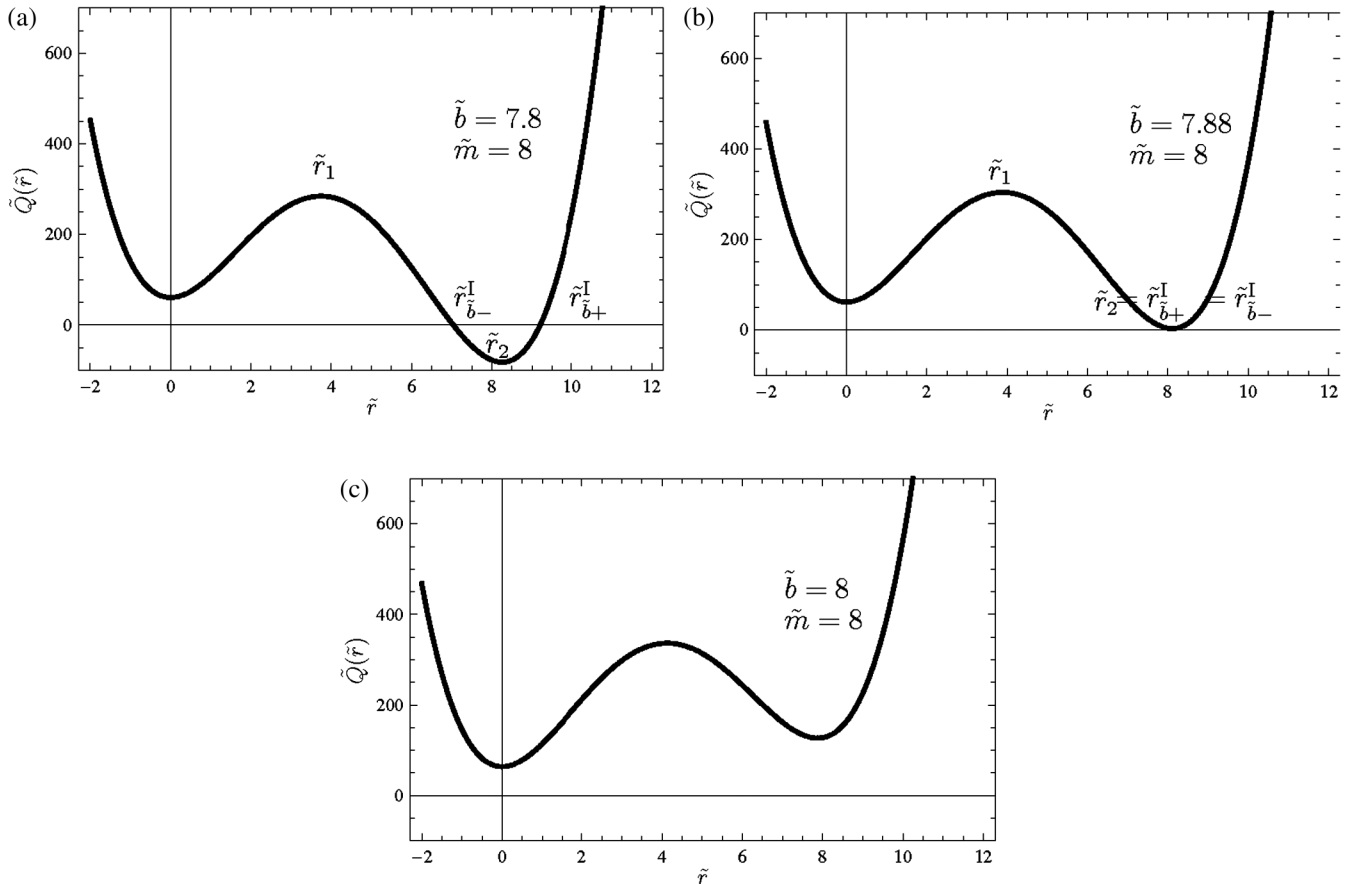 (a)
600
400
200
0
−2 0 2 4 6 8 10 12
Q̃(r̃)
r̃
b̃ = 7.8
m̃ = 8
r̃₁
r̃ᴵ_b̃−
r̃ᴵ_b̃+
r̃₂
(b)
600
400
200
0
−2 0 2 4 6 8 10 12
Q̃(r̃)
r̃
b̃ = 7.88
m̃ = 8
r̃₁
r̃₂ = r̃ᴵ_b̃+ = r̃ᴵ_b̃−
(c)
600
400
200
0
−2 0 2 4 6 8 10 12
Q̃(r̃)
r̃
b̃ = 8
m̃ = 8